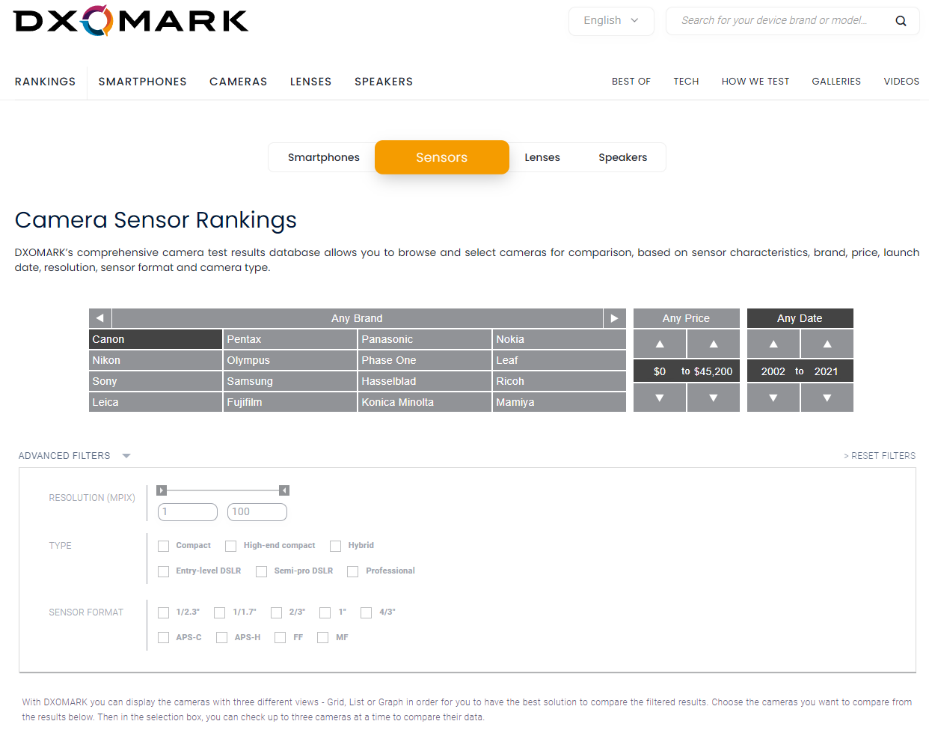 DXOMARK
English
Search for your device brand or model...
RANKINGS SMARTPHONES CAMERAS LENSES SPEAKERS BEST OF TECH HOW WE TEST GALLERIES VIDEOS
Smartphones Sensors Lenses Speakers
Camera Sensor Rankings
DXOMARK's comprehensive camera test results database allows you to browse and select cameras for comparison, based on sensor characteristics, brand, price, launch
date, resolution, sensor format and camera type.
Any Brand Any Price Any Date
Canon Pentax Panasonic Nokia
Nikon Olympus Phase One Leaf
$0 to $45,200 2002 to 2021
Sony Samsung Hasselblad Ricoh
Leica Fujifilm Konica Minolta Mamiya
ADVANCED FILTERS > RESET FILTERS
RESOLUTION (MPIX)
1 100
TYPE Compact High-end compact Hybrid
Entry-level DSLR Semi-pro DSLR Professional
SENSOR FORMAT 1/2.3" 1/1.7" 2/3" 1" 4/3"
APS-C APS-H FF MF
With DXOMARK you can display the cameras with three different views - Grid, List or Graph in order for you to have the best solution to compare the filtered results. Choose the cameras you want to compare from
the results below. Then in the selection box, you can check up to three cameras at a time to compare their data.